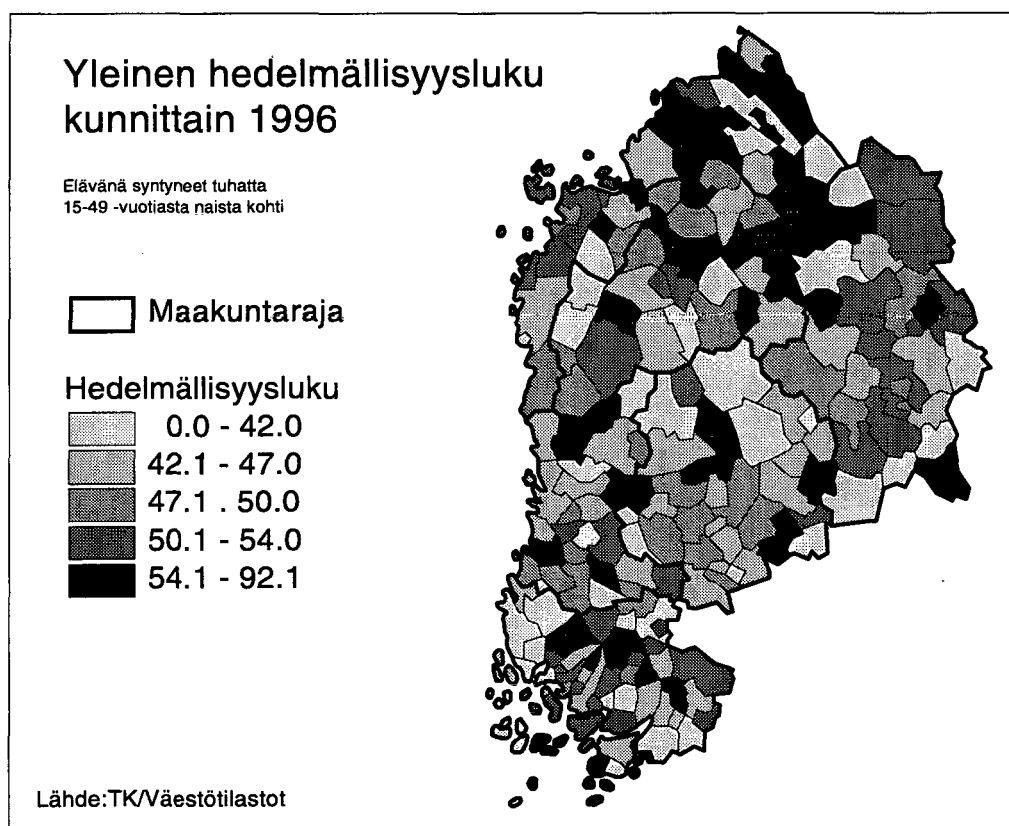 Yleinen hedelmällisyysluku
kunnittain 1996
Elävänä syntyneet tuhatta
15-49 -vuotiasta naista kohti
Maakuntaraja
Hedelmällisyysluku
0.0 - 42.0
42.1 - 47.0
47.1 . 50.0
50.1 - 54.0
54.1 - 92.1
Lähde:TK/Väestötilastot